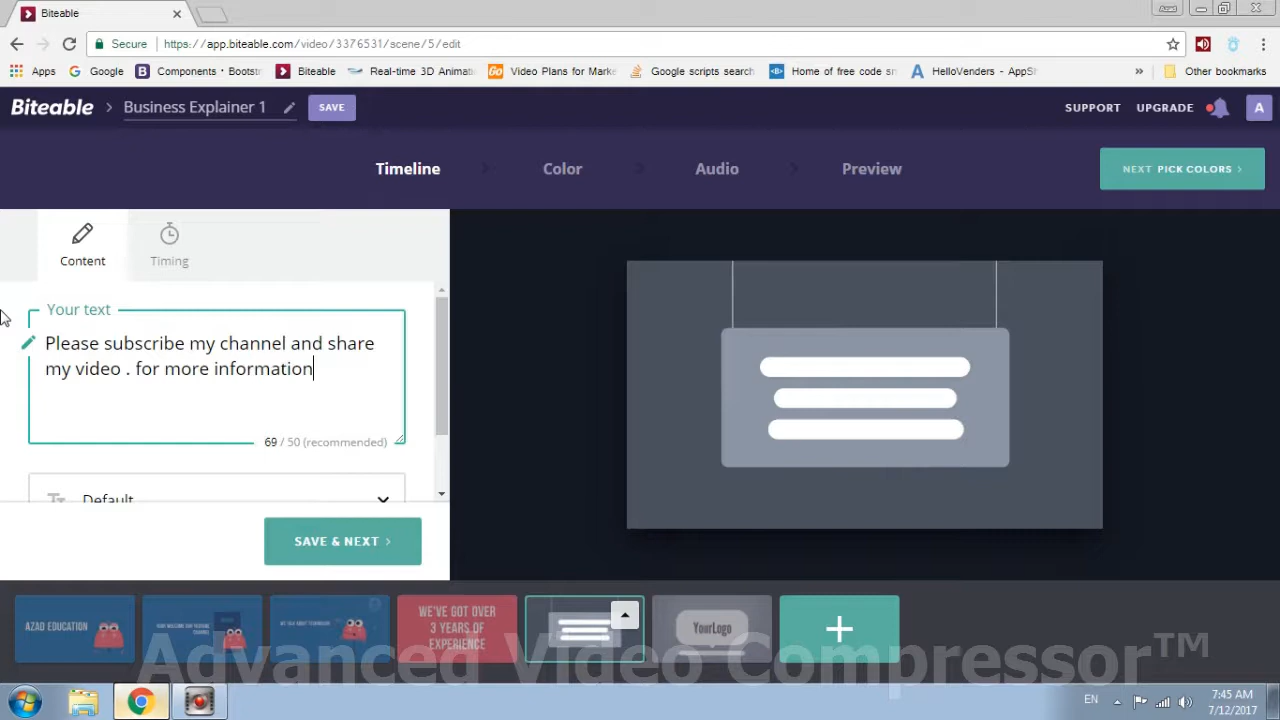 Biteable
Secure
https://app.biteable.com/video/3376531/scene/5/edit
Apps
Google
Components · Bootst
Biteable
Real-time 3D Animati
Video Plans for Marke
Google scripts search
Home of free code sn
HelloVenders - AppSh
»
Other bookmarks
Biteable
Business Explainer 1
SAVE
SUPPORT
UPGRADE
A
Timeline
Color
Audio
Preview
NEXT PICK COLORS
Content
Timing
Your text
Please subscribe my channel and share
my video . for more information
69 / 50 (recommended)
Default
SAVE & NEXT
AZAD EDUCATION
WE'VE GOT OVER
3 YEARS OF
EXPERIENCE
YourLogo
Advanced Video Compressor™
EN
7:45 AM
7/12/2017